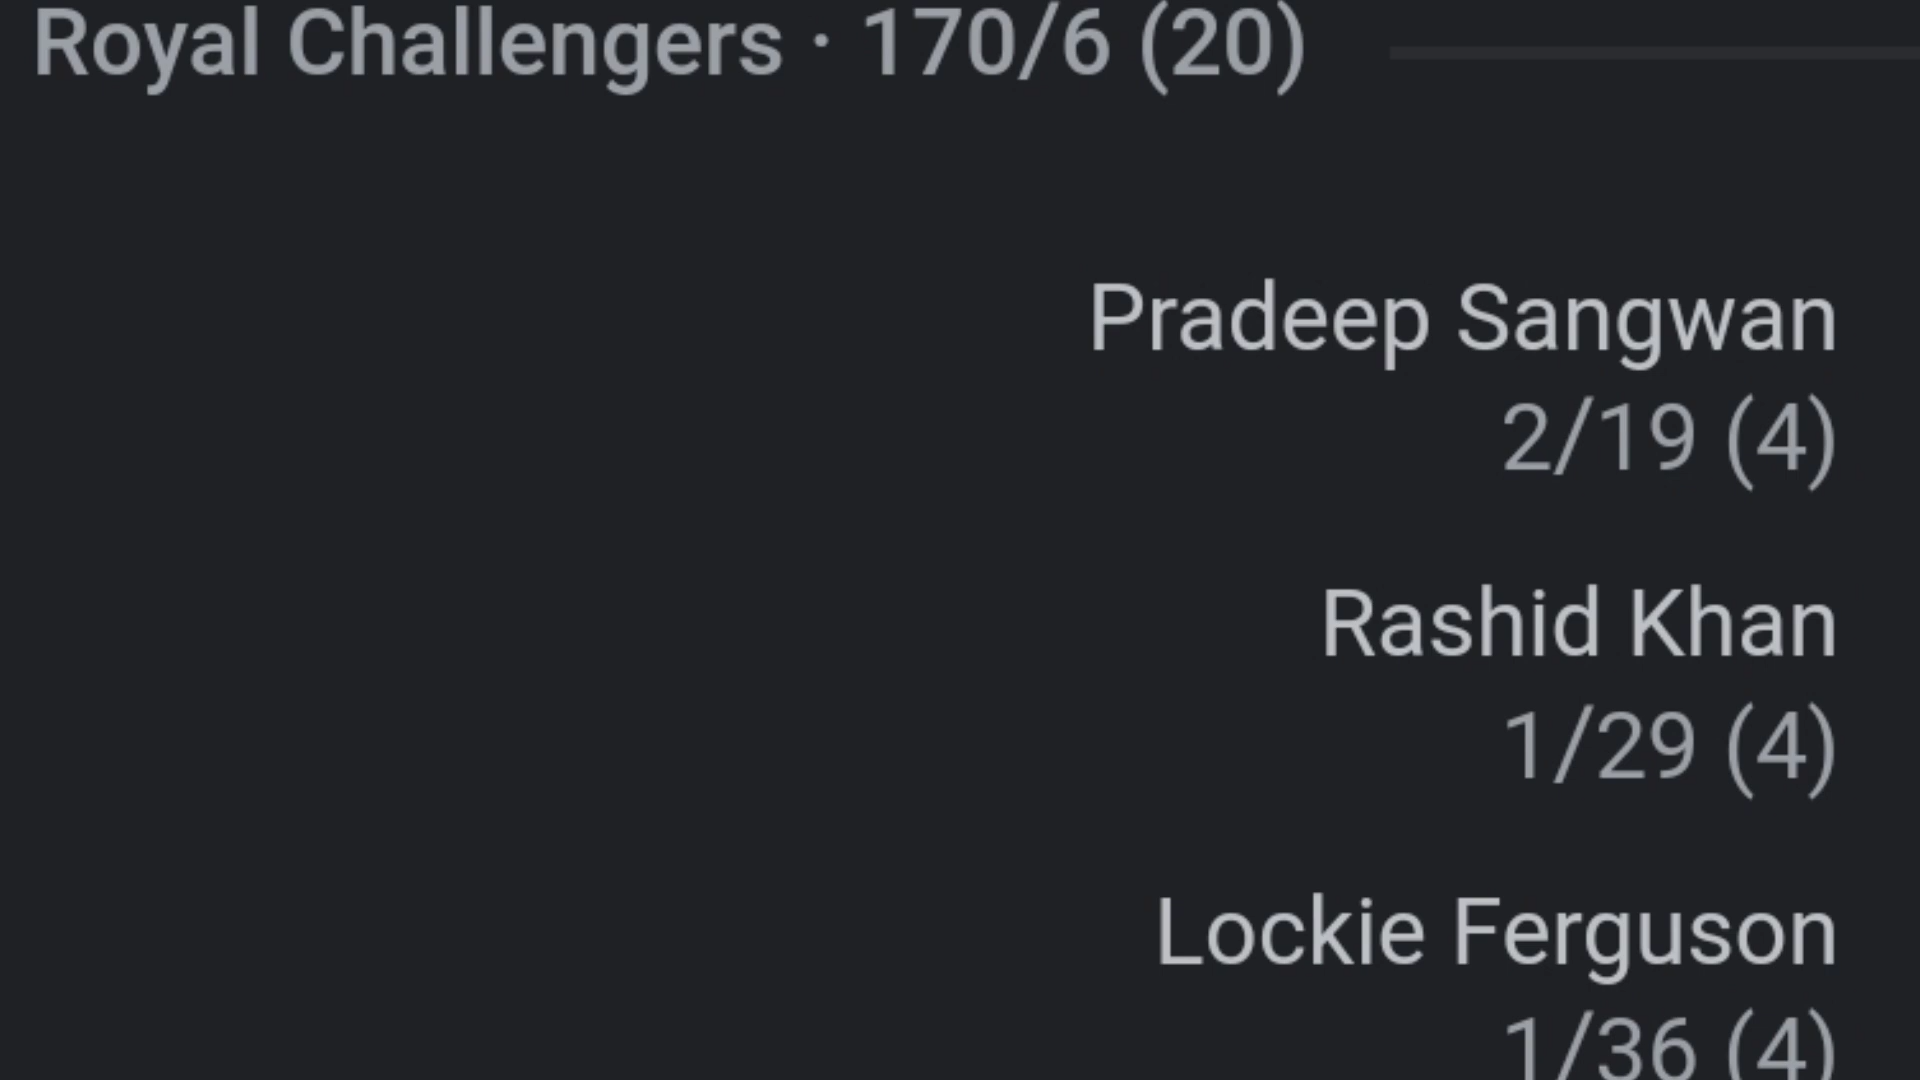 Royal Challengers · 170/6 (20)
Pradeep Sangwan
2/19 (4)
Rashid Khan
1/29 (4)
Lockie Ferguson
1/36 (4)